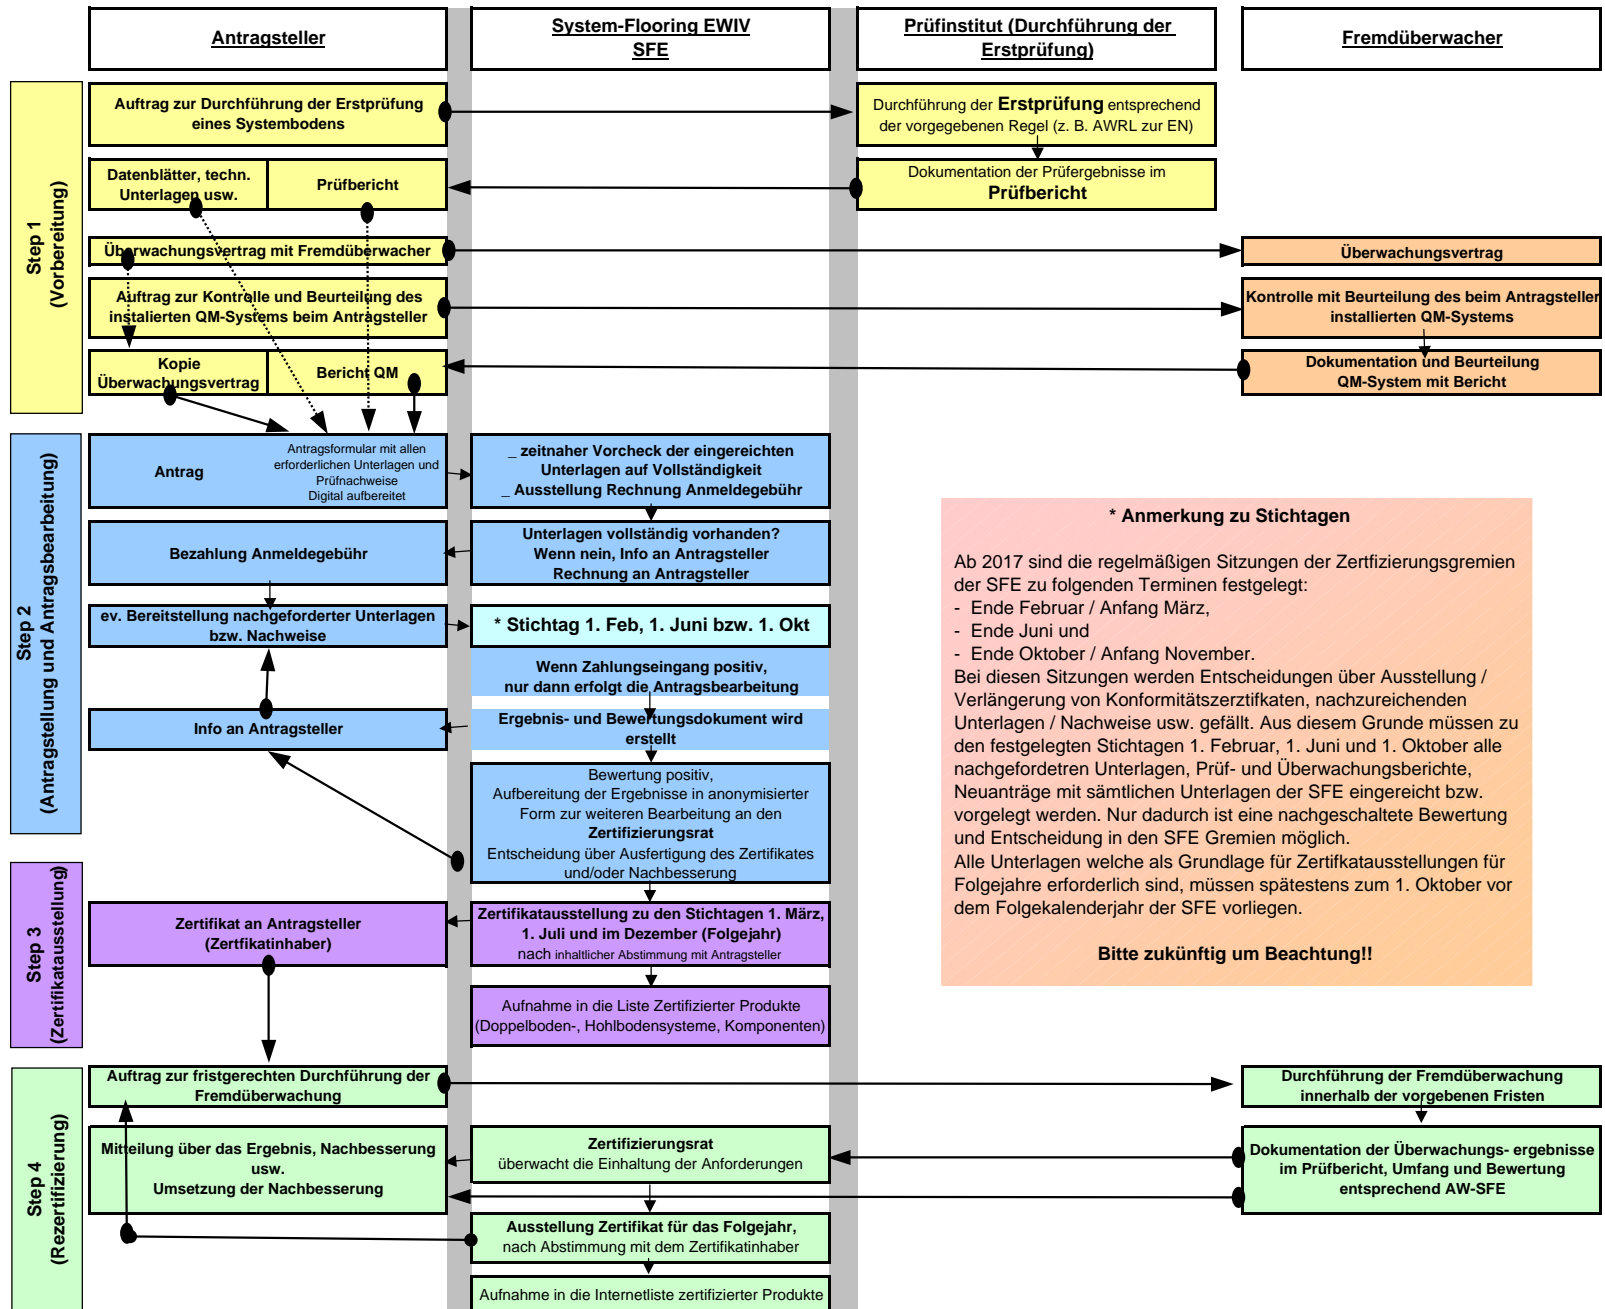 Antragsteller
System-Flooring EWIV
SFE
Prüfinstitut (Durchführung der
Erstprüfung)
Fremdüberwacher
Step 1
(Vorbereitung)
Auftrag zur Durchführung der Erstprüfung
eines Systembodens
Durchführung der Erstprüfung entsprechend
der vorgegebenen Regel (z. B. AWRL zur EN)
Datenblätter, techn.
Unterlagen usw.
Prüfbericht
Dokumentation der Prüfergebnisse im
Prüfbericht
Überwachungsvertrag mit Fremdüberwacher
Überwachungsvertrag
Auftrag zur Kontrolle und Beurteilung des
installierten QM-Systems beim Antragsteller
Kontrolle mit Beurteilung des beim Antragsteller
installierten QM-Systems
Kopie
Überwachungsvertrag
Bericht QM
Dokumentation und Beurteilung
QM-System mit Bericht
Step 2
(Antragstellung und Antragsbearbeitung)
Antrag
Antragsformular mit allen
erforderlichen Unterlagen und
Prüfnachweise
Digital aufbereitet
_ zeitnaher Vorcheck der eingereichten
Unterlagen auf Vollständigkeit
_ Ausstellung Rechnung Anmeldegebühr
Bezahlung Anmeldegebühr
Unterlagen vollständig vorhanden?
Wenn nein, Info an Antragsteller
Rechnung an Antragsteller
ev. Bereitstellung nachgeforderter Unterlagen
bzw. Nachweise
* Stichtag 1. Feb, 1. Juni bzw. 1. Okt
Wenn Zahlungseingang positiv,
nur dann erfolgt die Antragsbearbeitung
Info an Antragsteller
Ergebnis- und Bewertungsdokument wird
erstellt
Bewertung positiv,
Aufbereitung der Ergebnisse in anonymisierter
Form zur weiteren Bearbeitung an den
Zertifizierungsrat
Entscheidung über Ausfertigung des Zertifikates
und/oder Nachbesserung
* Anmerkung zu Stichtagen
Ab 2017 sind die regelmäßigen Sitzungen der Zertfizierungsgremien
der SFE zu folgenden Terminen festgelegt:
- Ende Februar / Anfang März,
- Ende Juni und
- Ende Oktober / Anfang November.
Bei diesen Sitzungen werden Entscheidungen über Ausstellung /
Verlängerung von Konformitätszerztifikaten, nachzureichenden
Unterlagen / Nachweise usw. gefällt. Aus diesem Grunde müssen zu
den festgelegten Stichtagen 1. Februar, 1. Juni und 1. Oktober alle
nachgefordetren Unterlagen, Prüf- und Überwachungsberichte,
Neuanträge mit sämtlichen Unterlagen der SFE eingereicht bzw.
vorgelegt werden. Nur dadurch ist eine nachgeschaltete Bewertung
und Entscheidung in den SFE Gremien möglich.
Alle Unterlagen welche als Grundlage für Zertifkatausstellungen für
Folgejahre erforderlich sind, müssen spätestens zum 1. Oktober vor
dem Folgekalenderjahr der SFE vorliegen.
Bitte zukünftig um Beachtung!!
Step 3
(Zertifikatausstellung)
Zertifikat an Antragsteller
(Zertfikatinhaber)
Zertifikatausstellung zu den Stichtagen 1. März,
1. Juli und im Dezember (Folgejahr)
nach inhaltlicher Abstimmung mit Antragsteller
Aufnahme in die Liste Zertifizierter Produkte
(Doppelboden-, Hohlbodensysteme, Komponenten)
Step 4
(Rezertifizierung)
Auftrag zur fristgerechten Durchführung der
Fremdüberwachung
Durchführung der Fremdüberwachung
innerhalb der vorgebenen Fristen
Mitteilung über das Ergebnis, Nachbesserung
usw.
Umsetzung der Nachbesserung
Zertifizierungsrat
überwacht die Einhaltung der Anforderungen
Dokumentation der Überwachungs- ergebnisse
im Prüfbericht, Umfang und Bewertung
entsprechend AW-SFE
Ausstellung Zertifikat für das Folgejahr,
nach Abstimmung mit dem Zertifikatinhaber
Aufnahme in die Internetliste zertifizierter Produkte